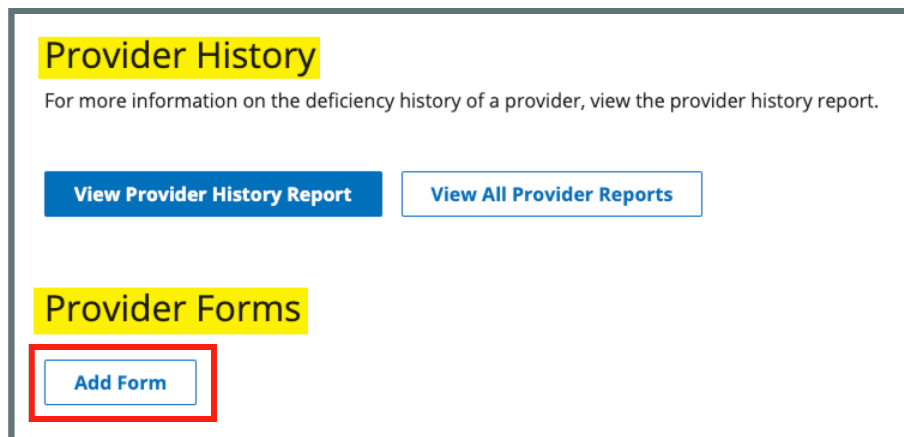 Provider History
For more information on the deficiency history of a provider, view the provider history report.
View Provider History Report
View All Provider Reports
Provider Forms
Add Form